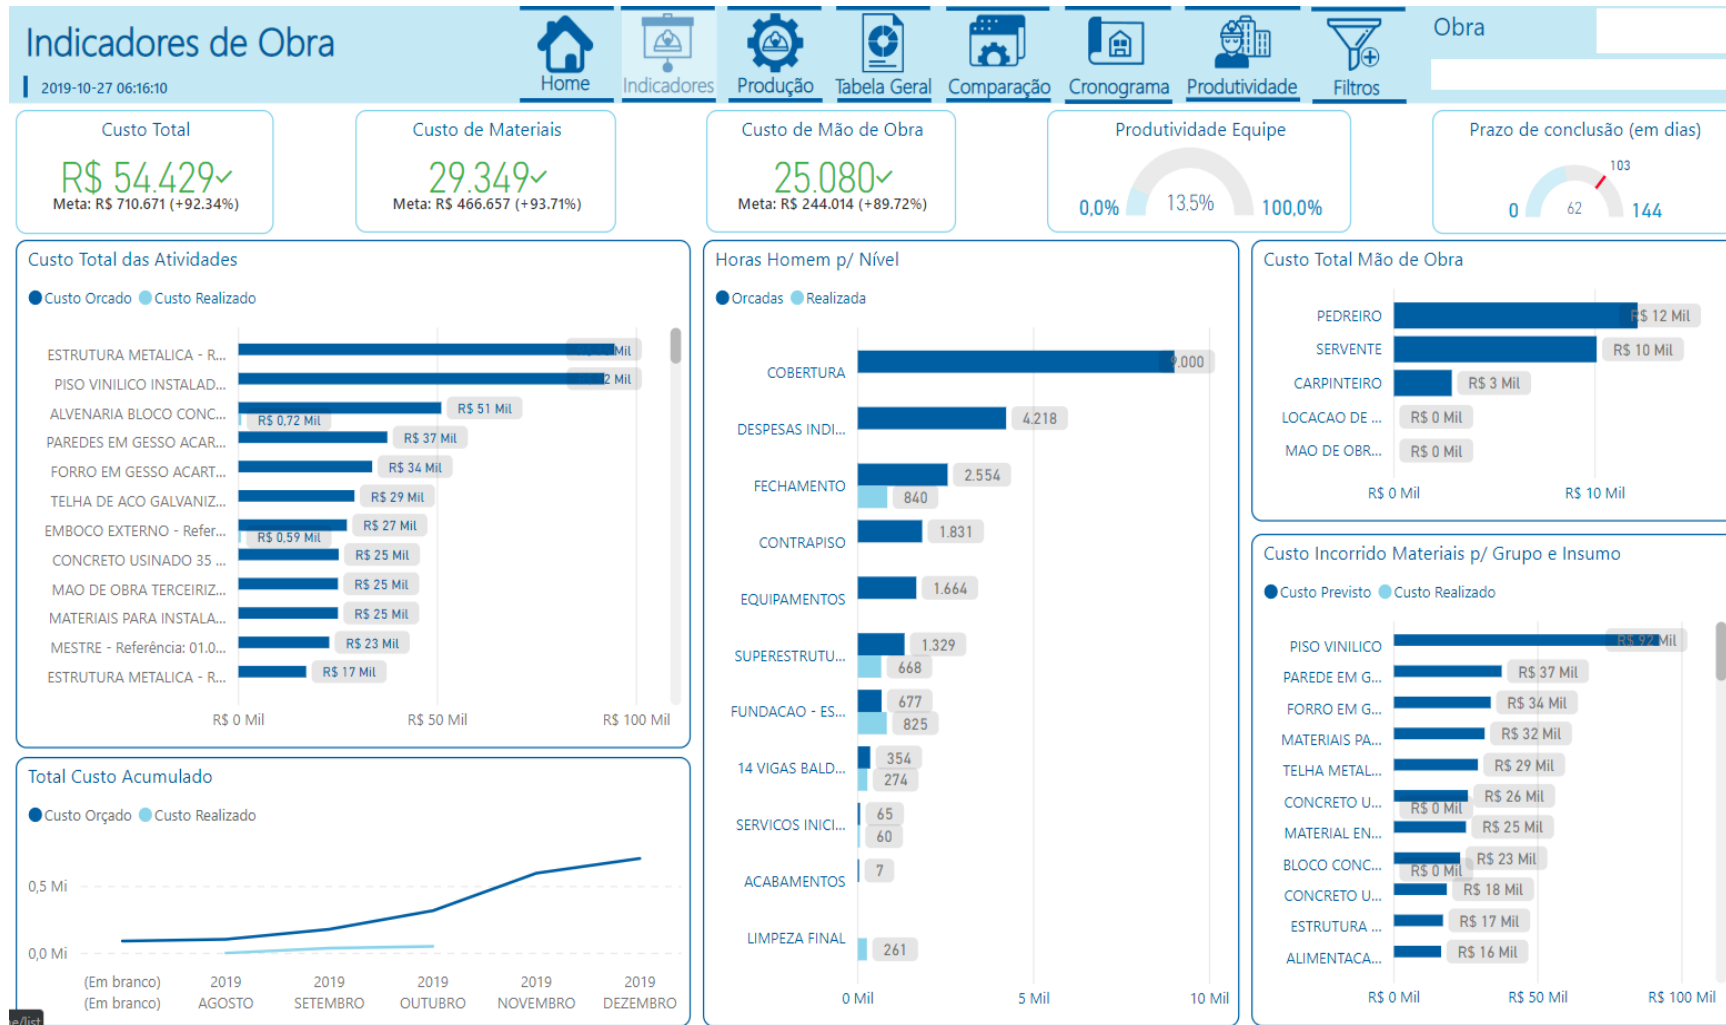 Indicadores de Obra
2019-10-27 06:16:10
Home
Indicadores
Produção
Tabela Geral
Comparação
Cronograma
Produtividade
Filtros
Obra
Custo Total
R$ 54.429
Meta: R$ 710.671 (+92.34%)
Custo de Materiais
29.349
Meta: R$ 466.657 (+93.71%)
Custo de Mão de Obra
25.080
Meta: R$ 244.014 (+89.72%)
Produtividade Equipe
0,0%
13,5%
100,0%
Prazo de conclusão (em dias)
103
0
62
144
Custo Total das Atividades
Custo Orcado Custo Realizado
ESTRUTURA METALICA - R...
Mil
PISO VINILICO INSTALAD...
2 Mil
ALVENARIA BLOCO CONC...
R$ 51 Mil
R$ 0,72 Mil
PAREDES EM GESSO ACAR...
R$ 37 Mil
FORRO EM GESSO ACART...
R$ 34 Mil
TELHA DE ACO GALVANIZ...
R$ 29 Mil
EMBOCO EXTERNO - Refer...
R$ 27 Mil
R$ 0,59 Mil
CONCRETO USINADO 35 ...
R$ 25 Mil
MAO DE OBRA TERCEIRIZ...
R$ 25 Mil
MATERIAIS PARA INSTALA...
R$ 25 Mil
MESTRE - Referência: 01.0...
R$ 23 Mil
ESTRUTURA METALICA - R...
R$ 17 Mil
R$ 0 Mil
R$ 50 Mil
R$ 100 Mil
Total Custo Acumulado
Custo Orçado Custo Realizado
0,5 Mi
0,0 Mi
(Em branco)
2019
2019
2019
2019
2019
(Em branco)
AGOSTO
SETEMBRO
OUTUBRO
NOVEMBRO
DEZEMBRO
Horas Homem p/ Nível
Orcadas Realizada
COBERTURA
9.000
DESPESAS INDI...
4.218
FECHAMENTO
2.554
840
CONTRAPISO
1.831
EQUIPAMENTOS
1.664
SUPERESTRUTU...
1.329
668
FUNDACAO - ES...
677
825
14 VIGAS BALD...
354
274
SERVICOS INICI...
65
60
ACABAMENTOS
7
LIMPEZA FINAL
261
0 Mil
5 Mil
10 Mil
Custo Total Mão de Obra
PEDREIRO
R$ 12 Mil
SERVENTE
R$ 10 Mil
CARPINTEIRO
R$ 3 Mil
LOCACAO DE ...
R$ 0 Mil
MAO DE OBR...
R$ 0 Mil
R$ 0 Mil
R$ 10 Mil
Custo Incorrido Materiais p/ Grupo e Insumo
Custo Previsto Custo Realizado
PISO VINILICO
R$ 92 Mil
PAREDE EM G...
R$ 37 Mil
FORRO EM G...
R$ 34 Mil
MATERIAIS PA...
R$ 32 Mil
TELHA METAL...
R$ 29 Mil
CONCRETO U...
R$ 26 Mil
R$ 0 Mil
MATERIAL EN...
R$ 25 Mil
BLOCO CONC...
R$ 23 Mil
R$ 0 Mil
CONCRETO U...
R$ 18 Mil
ESTRUTURA ...
R$ 17 Mil
ALIMENTACA...
R$ 16 Mil
R$ 0 Mil
R$ 50 Mil
R$ 100 Mil